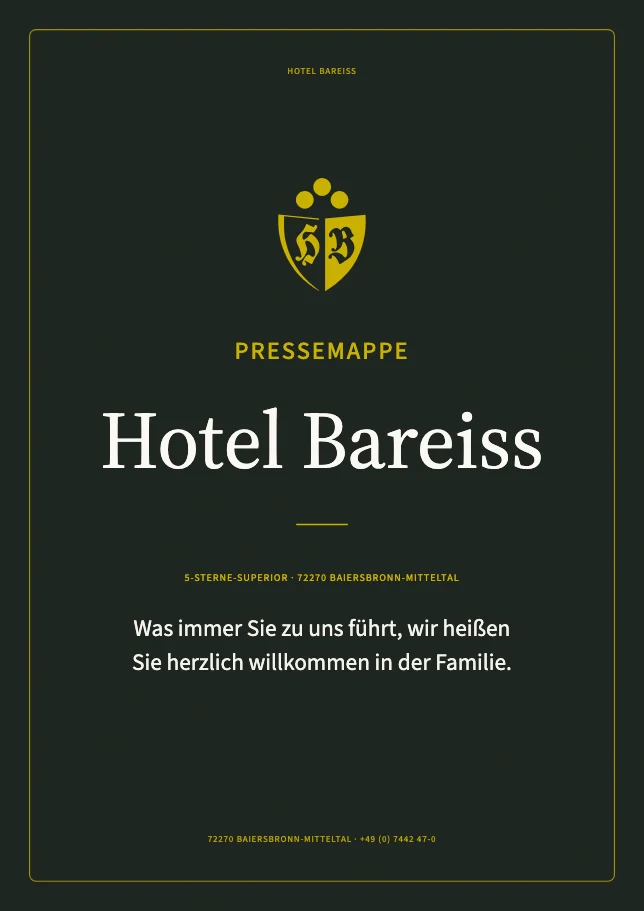 HOTEL BAREISS
H B
PRESSEMAPPE
Hotel Bareiss
5-STERNE-SUPERIOR · 72270 BAIERSBRONN-MITTELTAL
Was immer Sie zu uns führt, wir heißen
Sie herzlich willkommen in der Familie.
72270 BAIERSBRONN-MITTELTAL · +49 (0) 7442 47-0